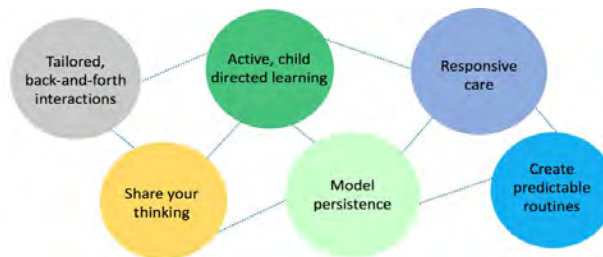 Tailored,
back-and-forth
interactions
Active, child
directed learning
Responsive
care
Share your
thinking
Model
persistence
Create
predictable
routines